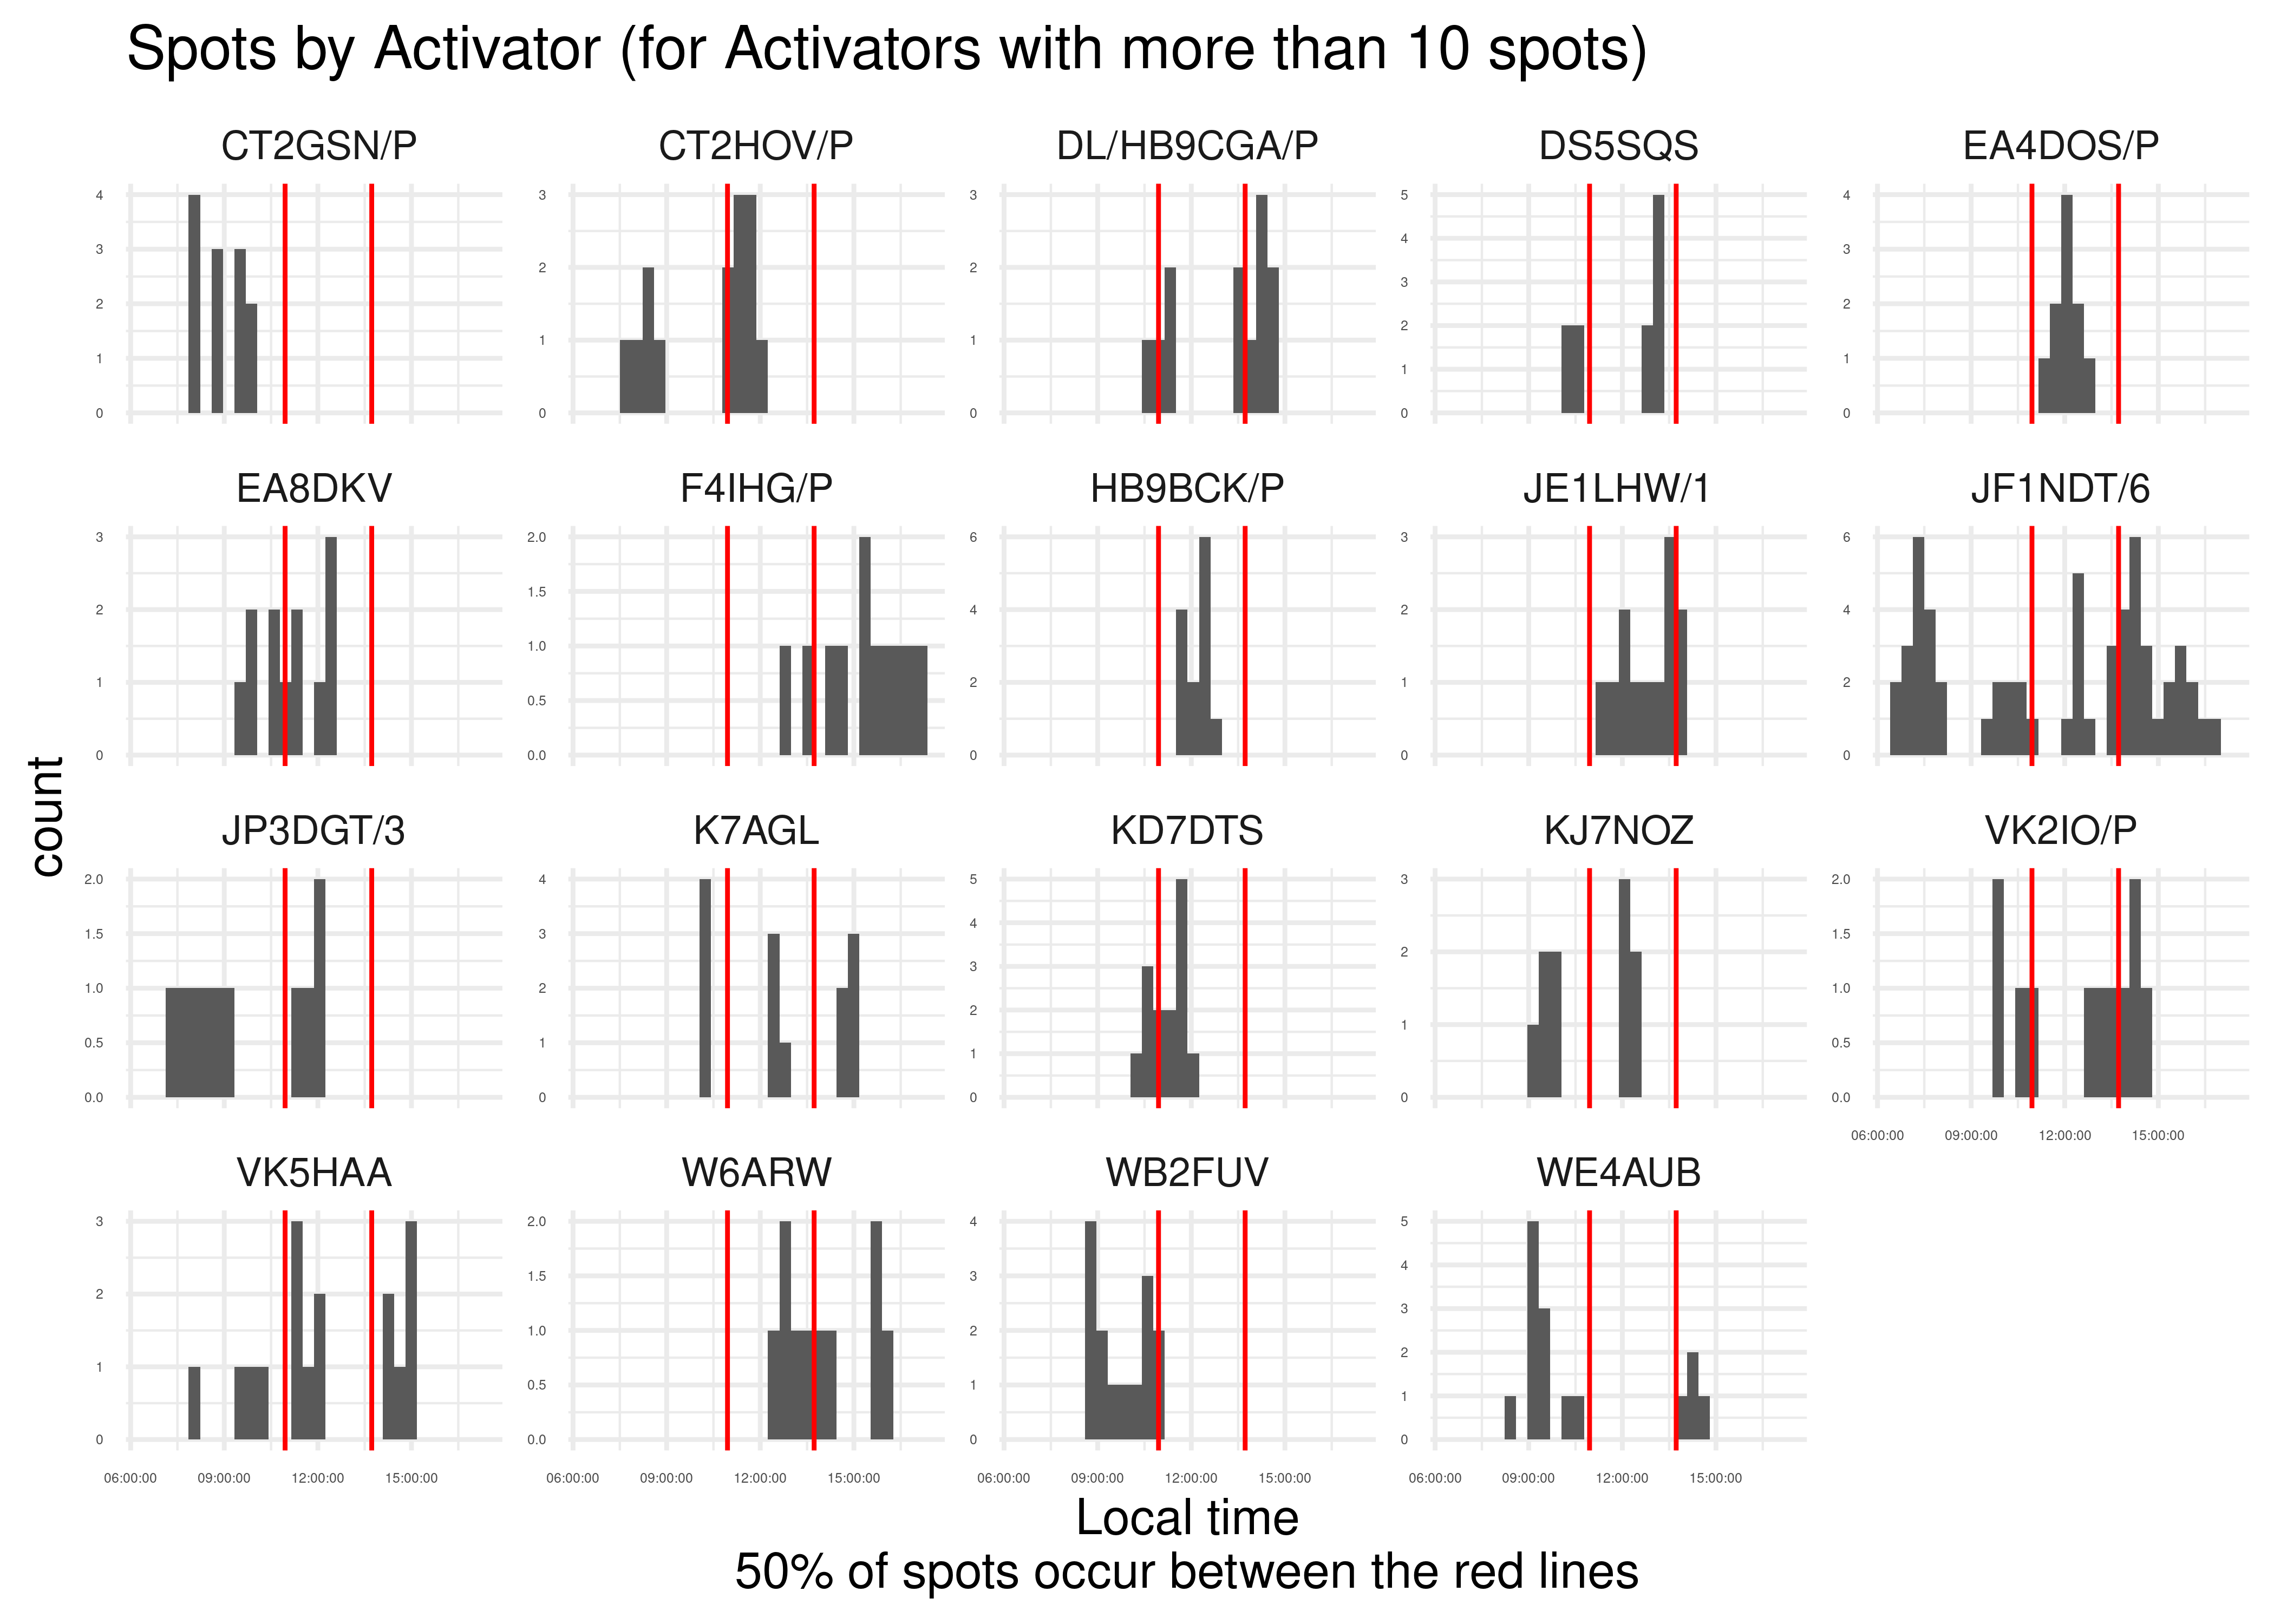 Spots by Activator (for Activators with more than 10 spots)
CT2GSN/P CT2HOV/P DL/HB9CGA/P DS5SQS EA4DOS/P
4 3 3 5 4
4
3 3
2 2 3
2 2
1 1 2
1 1 1
0 0 0 0 0
EA8DKV F4IHG/P HB9BCK/P JE1LHW/1 JF1NDT/6
3 2.0 6 3 6
2 1.5 4 2 4
1.0
1 0.5 2 1 2
0 0.0 0 0 0
count
JP3DGT/3 K7AGL KD7DTS KJ7NOZ VK2IO/P
2.0 4 5 3 2.0
4
1.5 3 2 1.5
3
1.0 2 1.0
2
0.5 1 1 1 0.5
0.0 0 0 0 0.0
06:00:00 09:00:00 12:00:00 15:00:00
VK5HAA W6ARW WB2FUV WE4AUB
3 2.0 4 5
4
2 1.5 3
3
1.0 2
2
1 0.5 1 1
0 0.0 0 0
06:00:00 09:00:00 12:00:00 15:00:00 06:00:00 09:00:00 12:00:00 15:00:00 06:00:00 09:00:00 12:00:00 15:00:00 06:00:00 09:00:00 12:00:00 15:00:00
Local time
50% of spots occur between the red lines